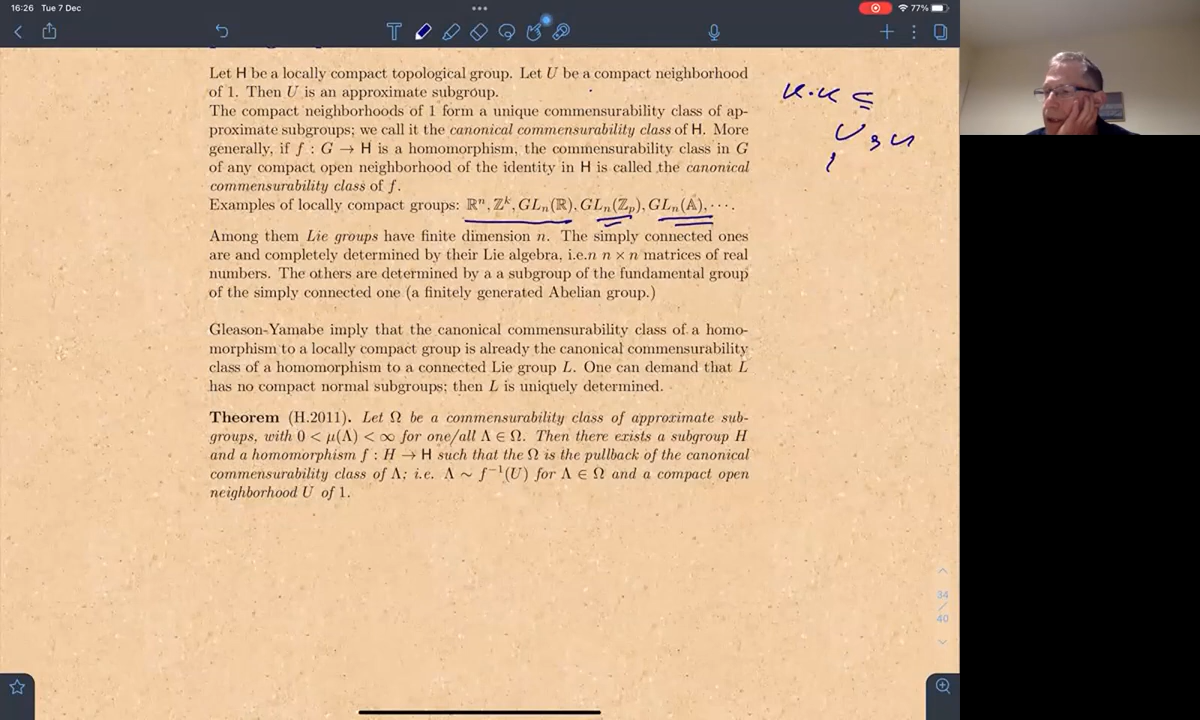 16:26 Tue 7 Dec
77%
Let H be a locally compact topological group. Let U be a compact neighborhood
of 1. Then U is an approximate subgroup.
The compact neighborhoods of 1 form a unique commensurability class of ap-
proximate subgroups; we call it the canonical commensurability class of H. More
generally, if f : G → H is a homomorphism, the commensurability class in G
of any compact open neighborhood of the identity in H is called the canonical
commensurability class of f.
Examples of locally compact groups: ℝⁿ, ℤᵏ, GLₙ(ℝ), GLₙ(ℤₚ), GLₙ(𝔸), ⋯.
Among them Lie groups have finite dimension n. The simply connected ones
are and completely determined by their Lie algebra, i.e.n n × n matrices of real
numbers. The others are determined by a a subgroup of the fundamental group
of the simply connected one (a finitely generated Abelian group.)
Gleason-Yamabe imply that the canonical commensurability class of a homo-
morphism to a locally compact group is already the canonical commensurability
class of a homomorphism to a connected Lie group L. One can demand that L
has no compact normal subgroups; then L is uniquely determined.
Theorem (H.2011). Let Ω be a commensurability class of approximate sub-
groups, with 0 < μ(Λ) < ∞ for one/all Λ ∈ Ω. Then there exists a subgroup H
and a homomorphism f : H → H such that the Ω is the pullback of the canonical
commensurability class of Λ; i.e. Λ ∼ f⁻¹(U) for Λ ∈ Ω and a compact open
neighborhood U of 1.
34
/
40